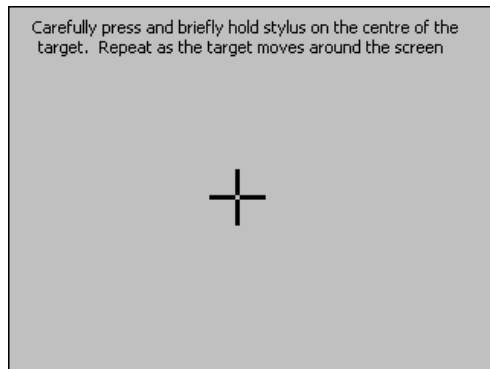 Carefully press and briefly hold stylus on the centre of the
target.  Repeat as the target moves around the screen